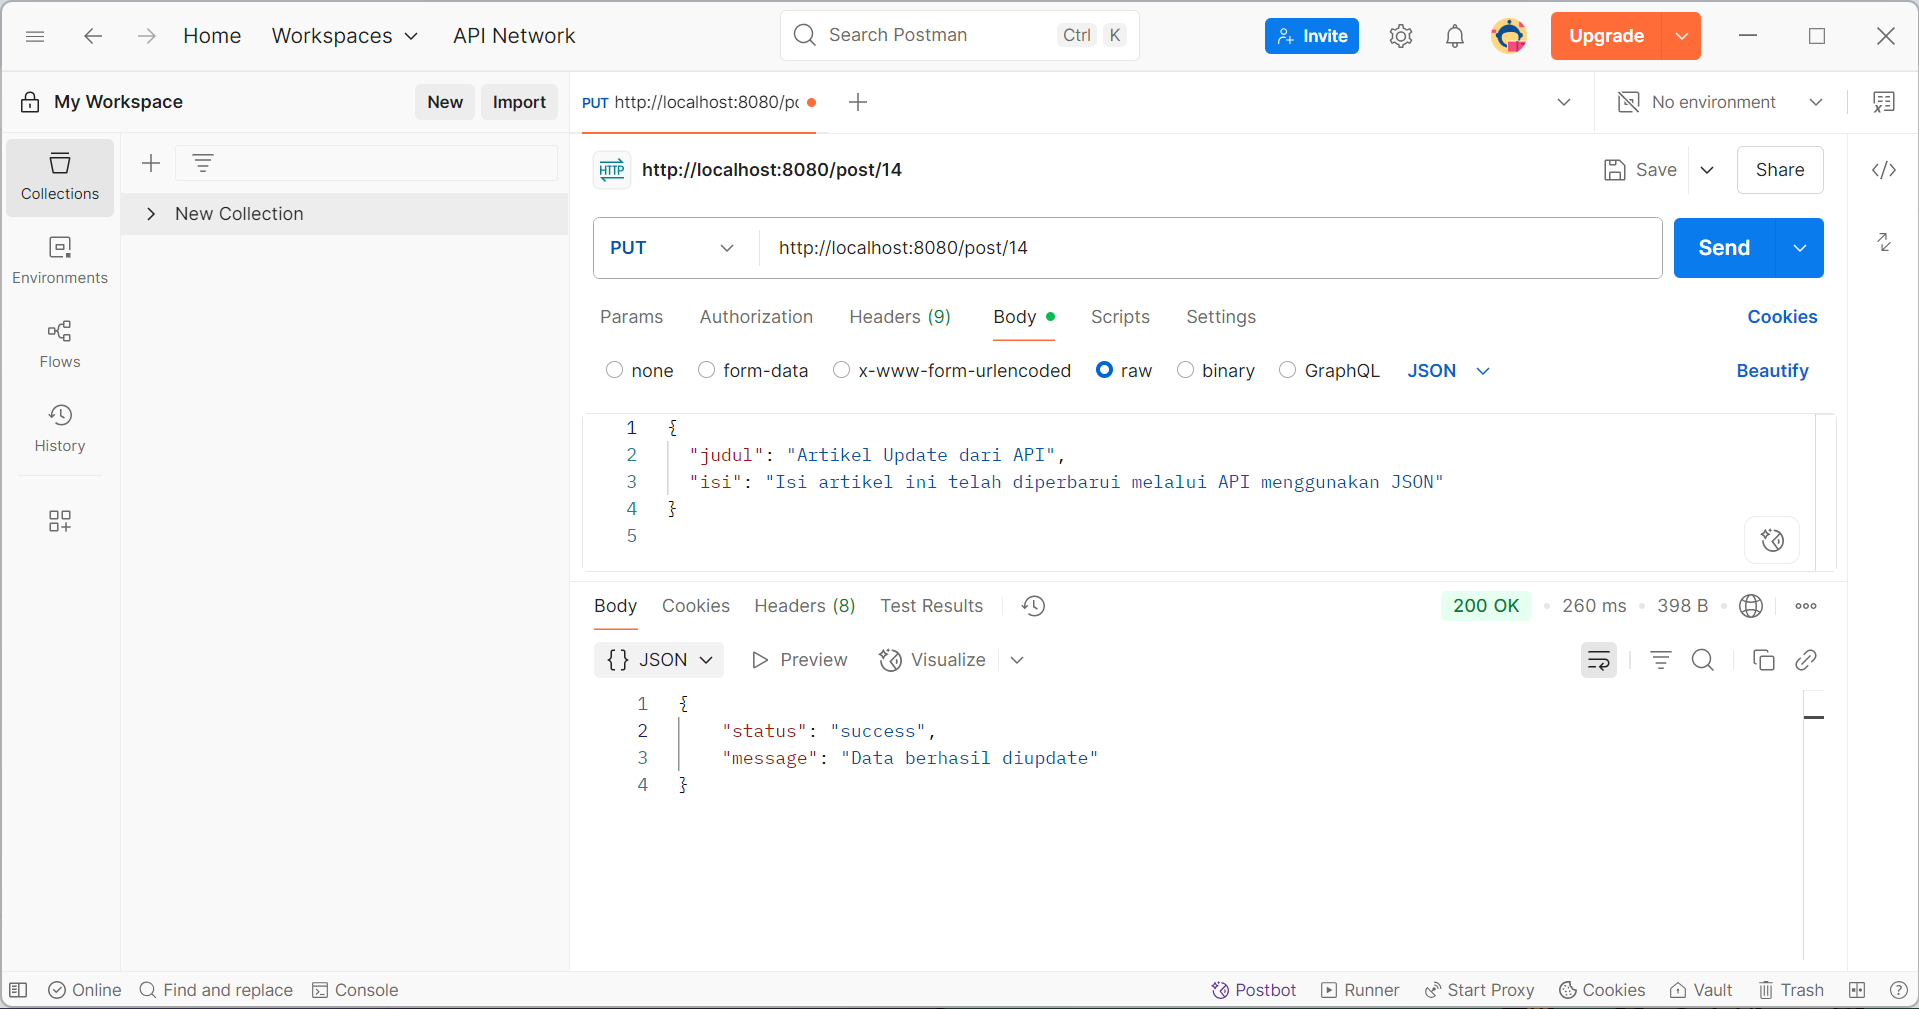 Home Workspaces API Network Search Postman Ctrl K Invite Upgrade
My Workspace New Import PUT http://localhost:8080/po No environment
Collections
Environments
Flows
History
New Collection
HTTP http://localhost:8080/post/14 Save Share
PUT http://localhost:8080/post/14 Send
Params Authorization Headers (9) Body Scripts Settings Cookies
none form-data x-www-form-urlencoded raw binary GraphQL JSON Beautify
1 {
2 "judul": "Artikel Update dari API",
3 "isi": "Isi artikel ini telah diperbarui melalui API menggunakan JSON"
4 }
5
Body Cookies Headers (8) Test Results 200 OK • 260 ms • 398 B •
{} JSON Preview Visualize
1 {
2 "status": "success",
3 "message": "Data berhasil diupdate"
4 }
Online Find and replace Console Postbot Runner Start Proxy Cookies Vault Trash